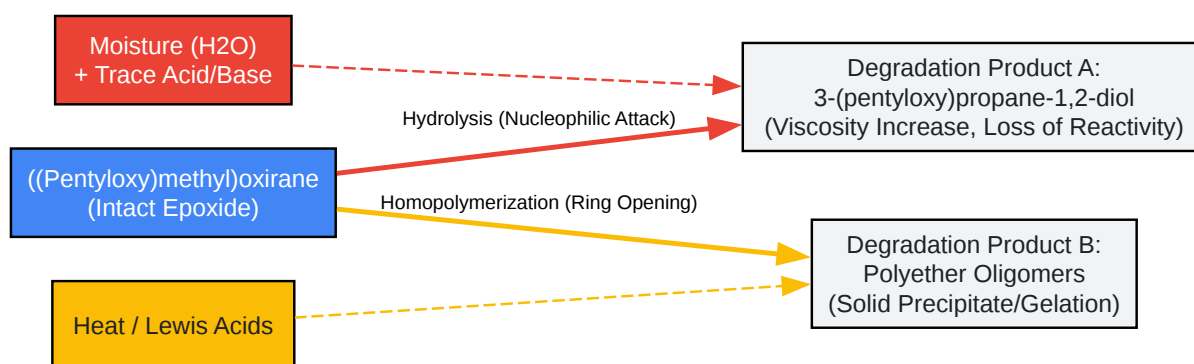 Moisture (H2O)
+ Trace Acid/Base
Degradation Product A:
3-(pentyloxy)propane-1,2-diol
(Viscosity Increase, Loss of Reactivity)
Hydrolysis (Nucleophilic Attack)
((Pentyloxy)methyl)oxirane
(Intact Epoxide)
Homopolymerization (Ring Opening)
Degradation Product B:
Polyether Oligomers
(Solid Precipitate/Gelation)
Heat / Lewis Acids